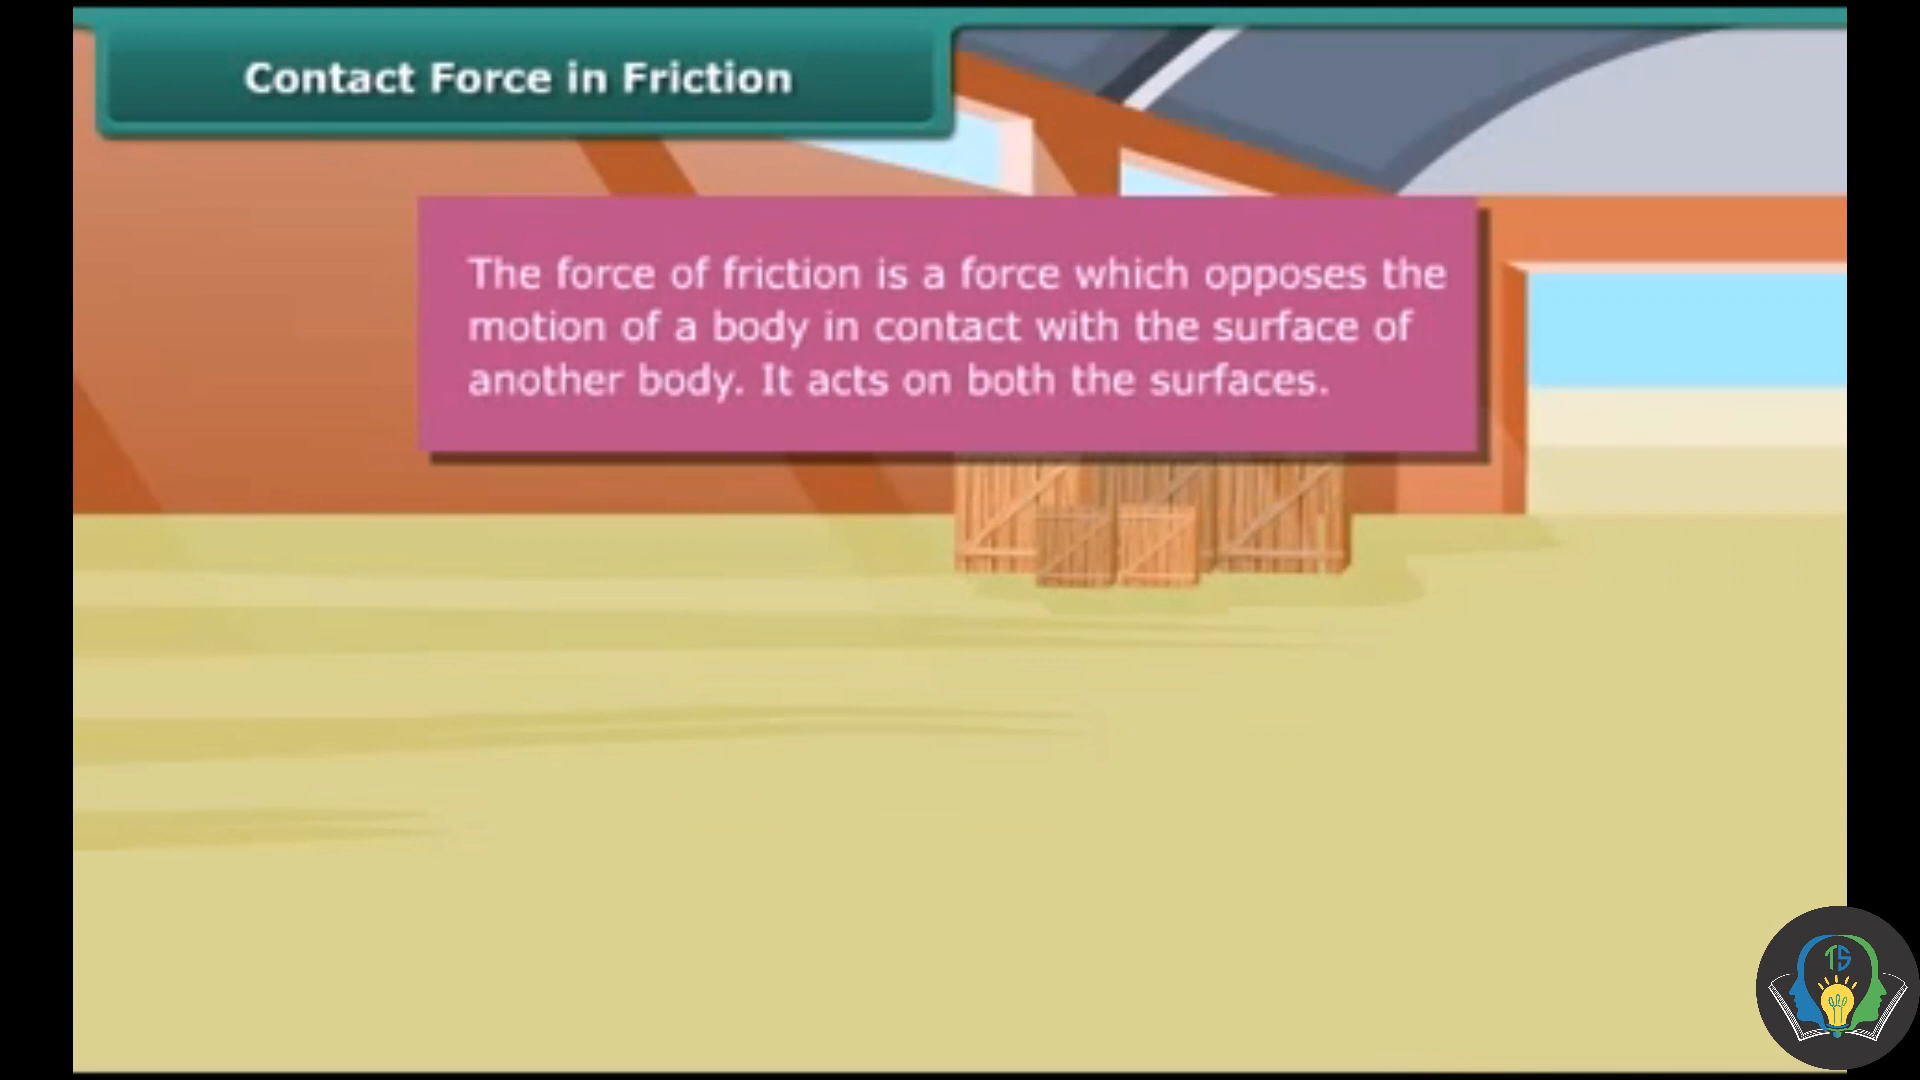 Contact Force in Friction
The force of friction is a force which opposes the
motion of a body in contact with the surface of
another body. It acts on both the surfaces.
TS